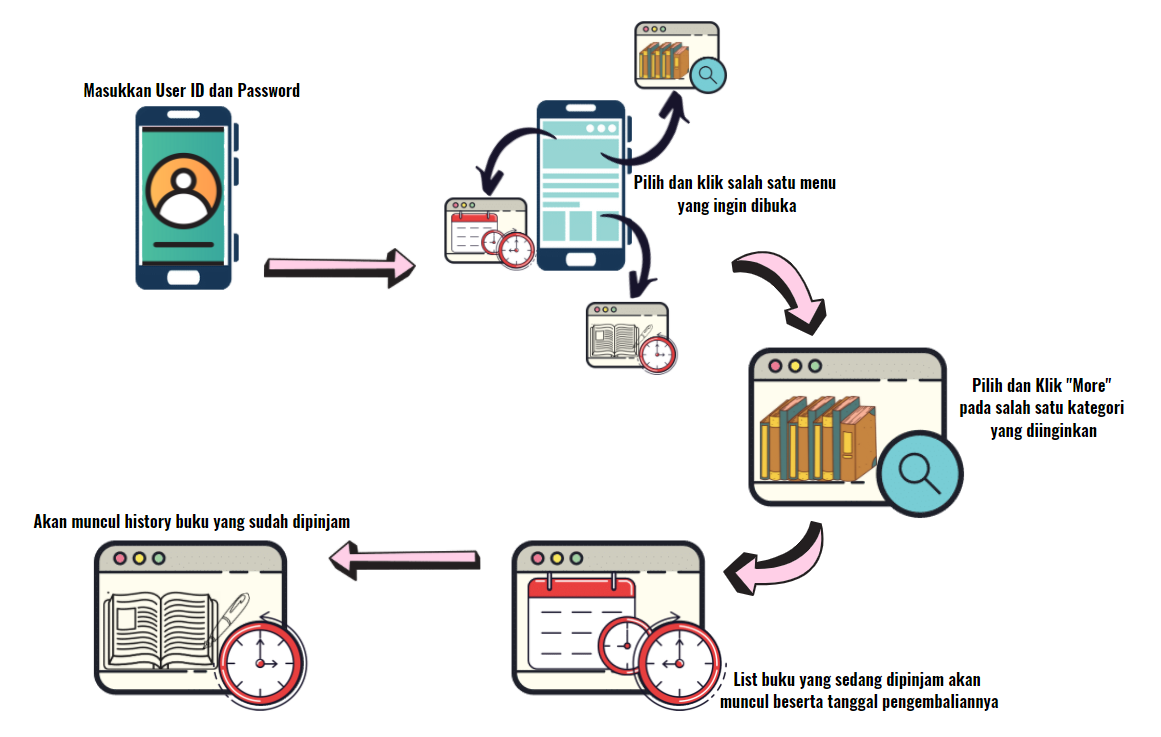 Masukkan User ID dan Password
Pilih dan klik salah satu menu
yang ingin dibuka
Pilih dan Klik "More"
pada salah satu kategori
yang diinginkan
List buku yang sedang dipinjam akan
muncul beserta tanggal pengembaliannya
Akan muncul history buku yang sudah dipinjam